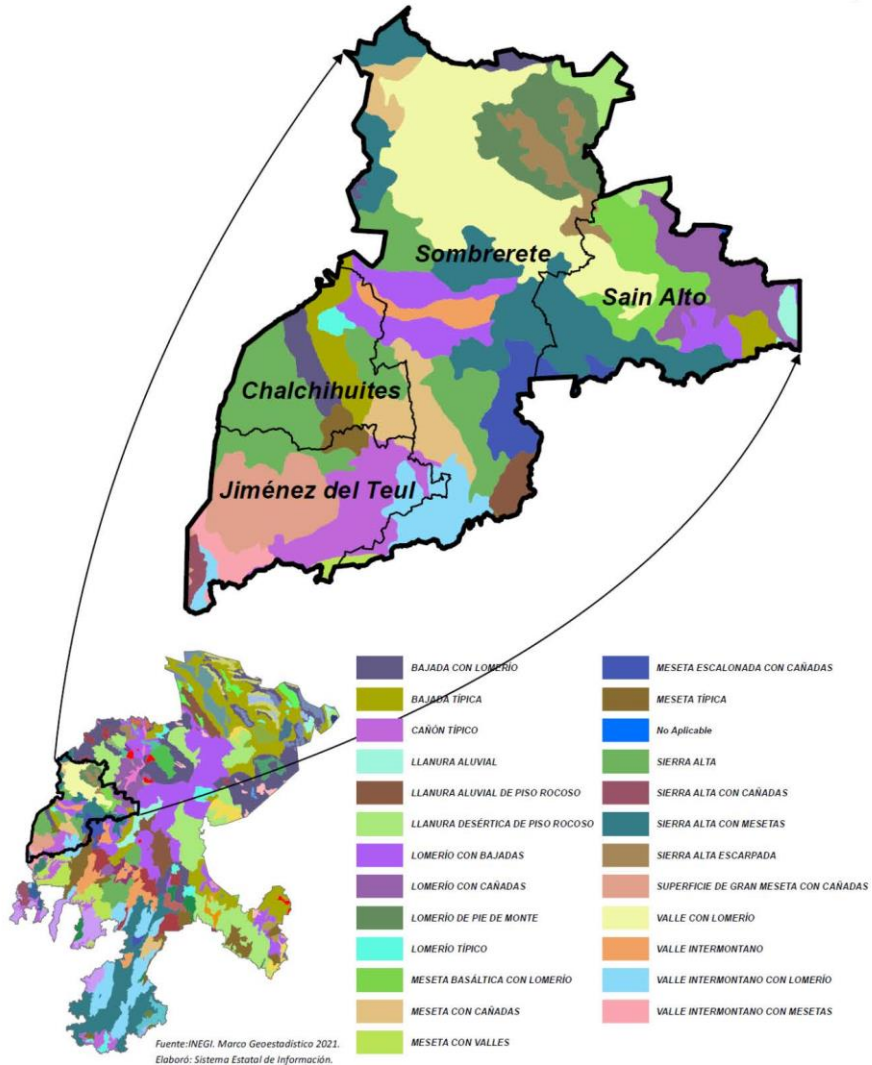 Sombrerete
Sain Alto
Chalchihuites
Jiménez del Teul
BAJADA CON LOMERÍO
BAJADA TÍPICA
CAÑÓN TÍPICO
LLANURA ALUVIAL
LLANURA ALUVIAL DE PISO ROCOSO
LLANURA DESÉRTICA DE PISO ROCOSO
LOMERÍO CON BAJADAS
LOMERÍO CON CAÑADAS
LOMERÍO DE PIE DE MONTE
LOMERÍO TÍPICO
MESETA BASÁLTICA CON LOMERÍO
MESETA CON CAÑADAS
MESETA CON VALLES
MESETA ESCALONADA CON CAÑADAS
MESETA TÍPICA
No Aplicable
SIERRA ALTA
SIERRA ALTA CON CAÑADAS
SIERRA ALTA CON MESETAS
SIERRA ALTA ESCARPADA
SUPERFICIE DE GRAN MESETA CON CAÑADAS
VALLE CON LOMERÍO
VALLE INTERMONTANO
VALLE INTERMONTANO CON LOMERÍO
VALLE INTERMONTANO CON MESETAS
Fuente:INEGI. Marco Geoestadístico 2021.
Elaboró: Sistema Estatal de Información.